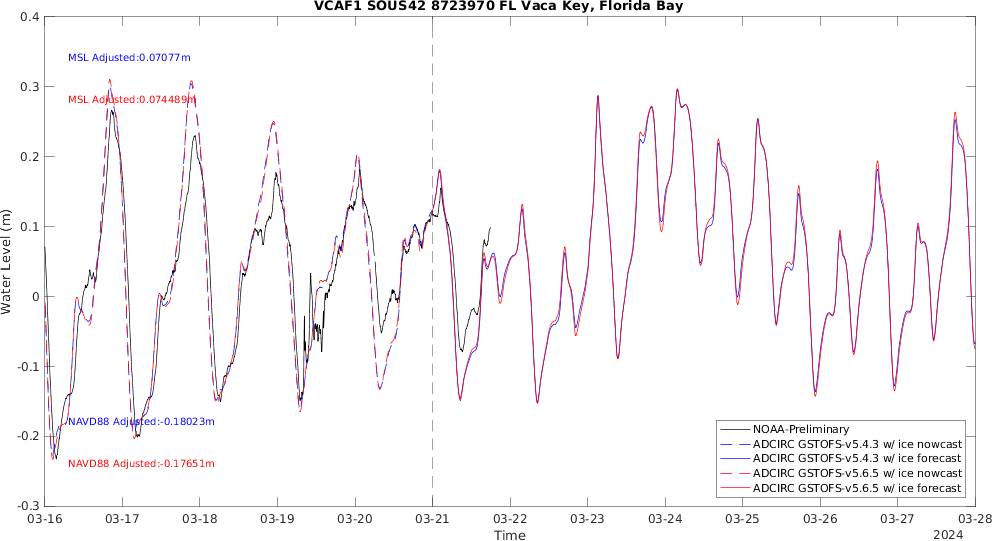 VCAF1 SOUS42 8723970 FL Vaca Key, Florida Bay
0.4
0.3
0.2
0.1
0
-0.1
-0.2
-0.3
Water Level (m)
MSL Adjusted:0.07077m
MSL Adjusted:0.074489m
NAVD88 Adjusted:-0.18023m
NAVD88 Adjusted:-0.17651m
NOAA-Preliminary
ADCIRC GSTOFS-v5.4.3 w/ ice nowcast
ADCIRC GSTOFS-v5.4.3 w/ ice forecast
ADCIRC GSTOFS-v5.6.5 w/ ice nowcast
ADCIRC GSTOFS-v5.6.5 w/ ice forecast
03-16 03-17 03-18 03-19 03-20 03-21 03-22 03-23 03-24 03-25 03-26 03-27 03-28
Time
2024